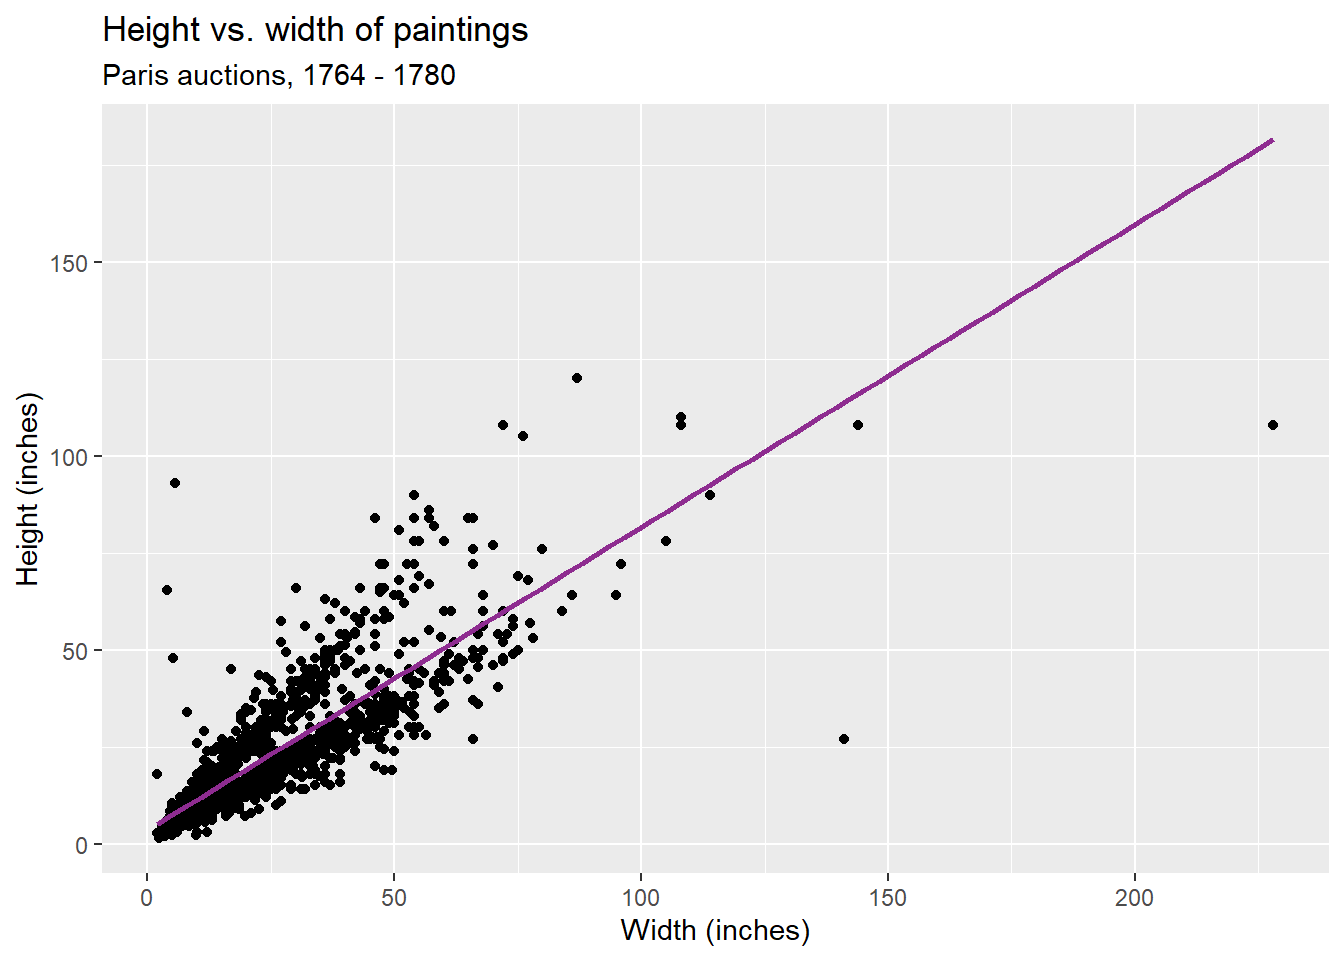 Height vs. width of paintings
Paris auctions, 1764 - 1780
150
100
50
0
Height (inches)
0 50 100 150 200
Width (inches)